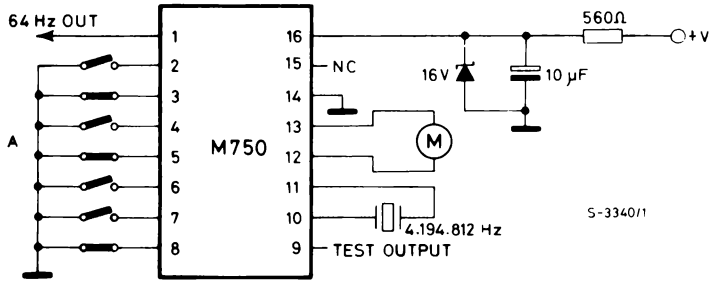 64 Hz OUT
560Ω
+V
1
16
2
15
NC
16V
10 µF
3
14
4
13
A
M750
M
5
12
6
11
7
10
S-3340/1
4.194.812 Hz
8
9
TEST OUTPUT